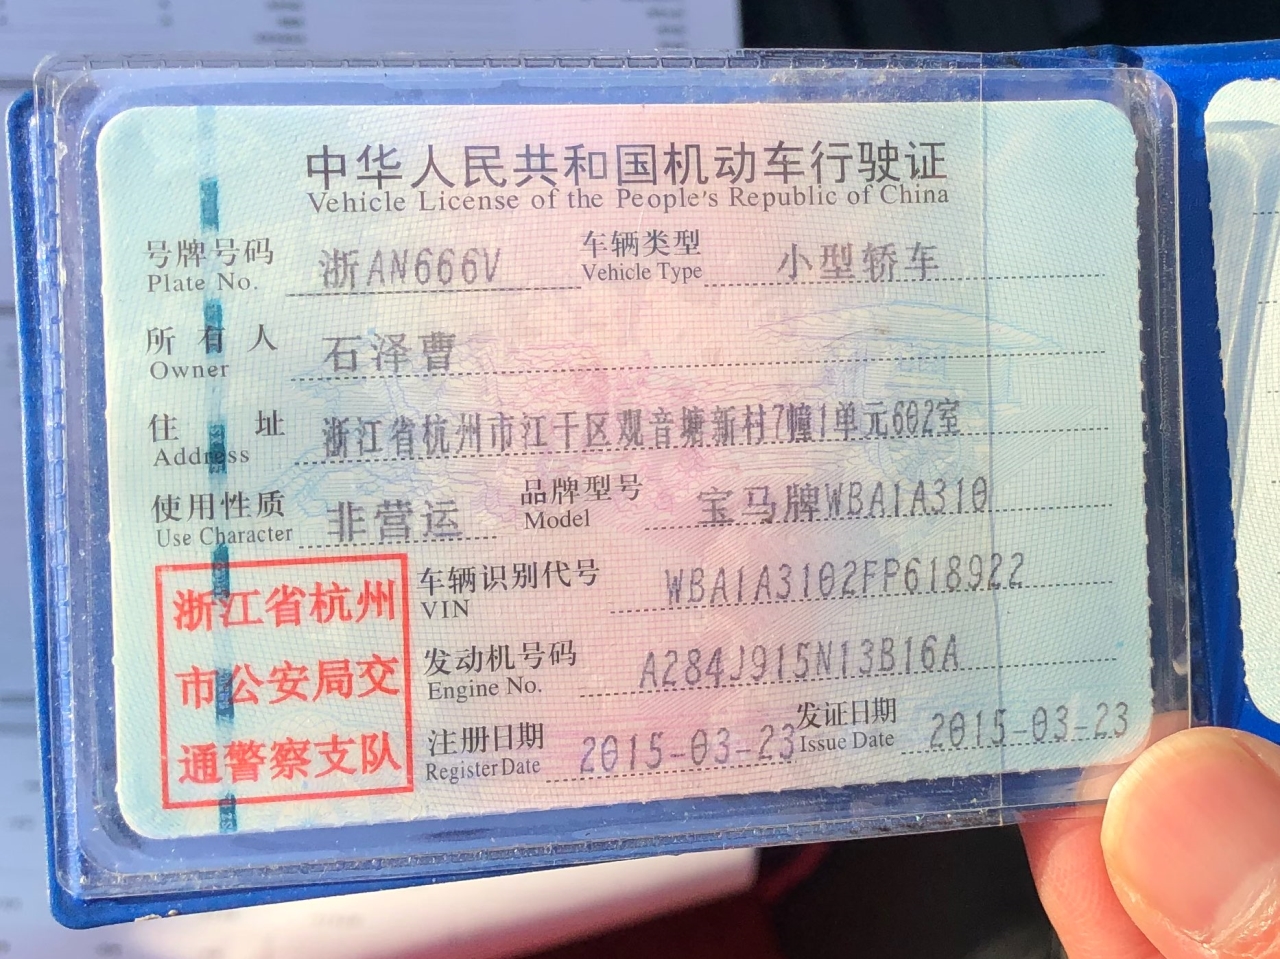 中华人民共和国机动车行驶证
Vehicle License of the People's Republic of China
号牌号码 浙AN666V 车辆类型 小型轿车
Plate No. Vehicle Type
所有人 石泽曹
Owner
住址 浙江省杭州市江干区观音塘新村7幢1单元602室
Address
使用性质 非营运 品牌型号 宝马牌WBA1A310
Use Character Model
浙江省杭州
市公安局交
通警察支队
车辆识别代号 WBA1A3102FP618922
VIN
发动机号码 A284J915N13B16A
Engine No.
注册日期 2015-03-23 发证日期 2015-03-23
Register Date Issue Date